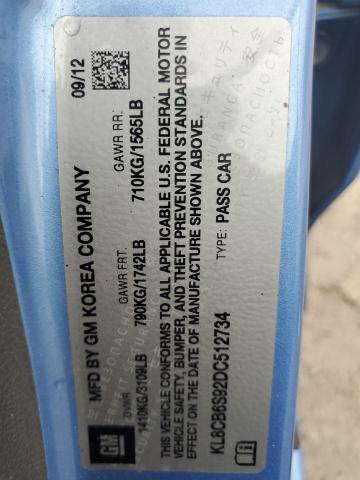 MFD BY GM KOREA COMPANY 09/12
GVWR GAWR FRT. GAWR RR.
1410KG/3109LB 790KG/1742LB 710KG/1565LB
THIS VEHICLE CONFORMS TO ALL APPLICABLE U.S. FEDERAL MOTOR
VEHICLE SAFETY, BUMPER, AND THEFT PREVENTION STANDARDS IN
EFFECT ON THE DATE OF MANUFACTURE SHOWN ABOVE.
KL8CB6S92DC512734 TYPE: PASS CAR
GM